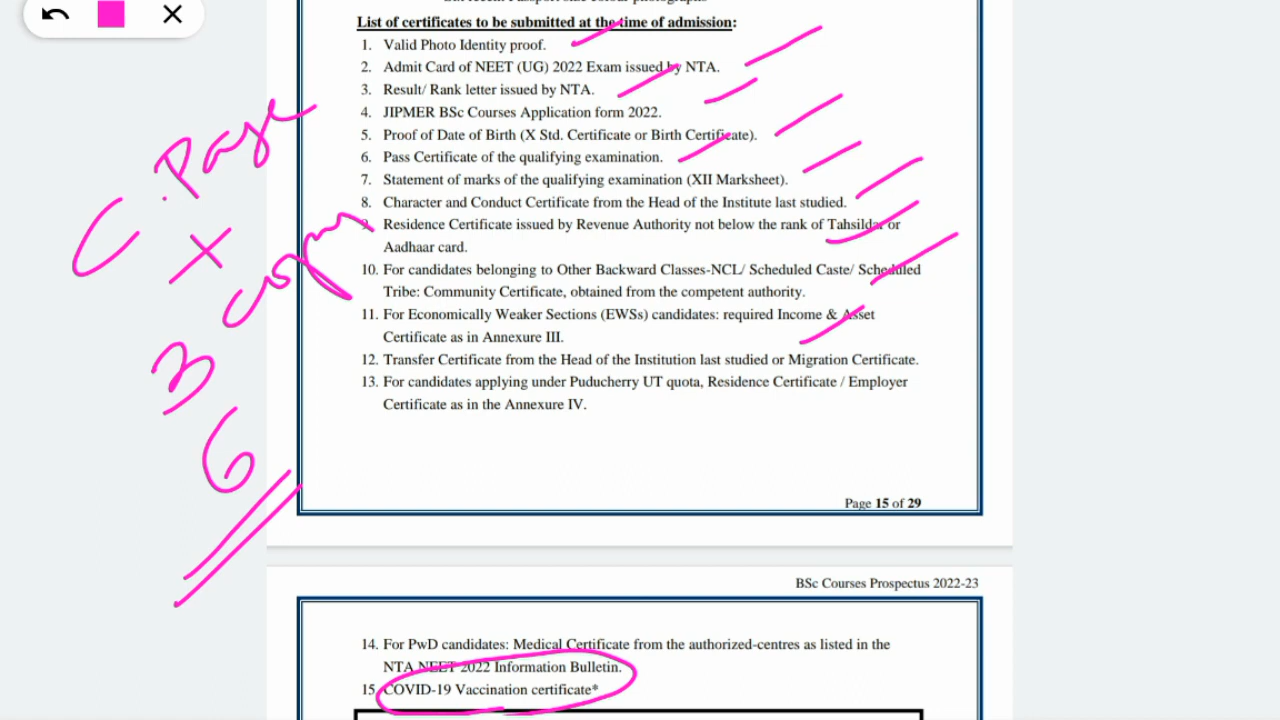 List of certificates to be submitted at the time of admission:
1. Valid Photo Identity proof.
2. Admit Card of NEET (UG) 2022 Exam issued by NTA.
3. Result/ Rank letter issued by NTA.
4. JIPMER BSc Courses Application form 2022.
5. Proof of Date of Birth (X Std. Certificate or Birth Certificate).
6. Pass Certificate of the qualifying examination.
7. Statement of marks of the qualifying examination (XII Marksheet).
8. Character and Conduct Certificate from the Head of the Institute last studied.
9. Residence Certificate issued by Revenue Authority not below the rank of Tahsildar or
Aadhaar card.
10. For candidates belonging to Other Backward Classes-NCL/ Scheduled Caste/ Scheduled
Tribe: Community Certificate, obtained from the competent authority.
11. For Economically Weaker Sections (EWSs) candidates: required Income & Asset
Certificate as in Annexure III.
12. Transfer Certificate from the Head of the Institution last studied or Migration Certificate.
13. For candidates applying under Puducherry UT quota, Residence Certificate / Employer
Certificate as in the Annexure IV.
Page 15 of 29
C. Page
X
copy
3
6
BSc Courses Prospectus 2022-23
14. For PwD candidates: Medical Certificate from the authorized-centres as listed in the
NTA NEET 2022 Information Bulletin.
15. COVID-19 Vaccination certificate*